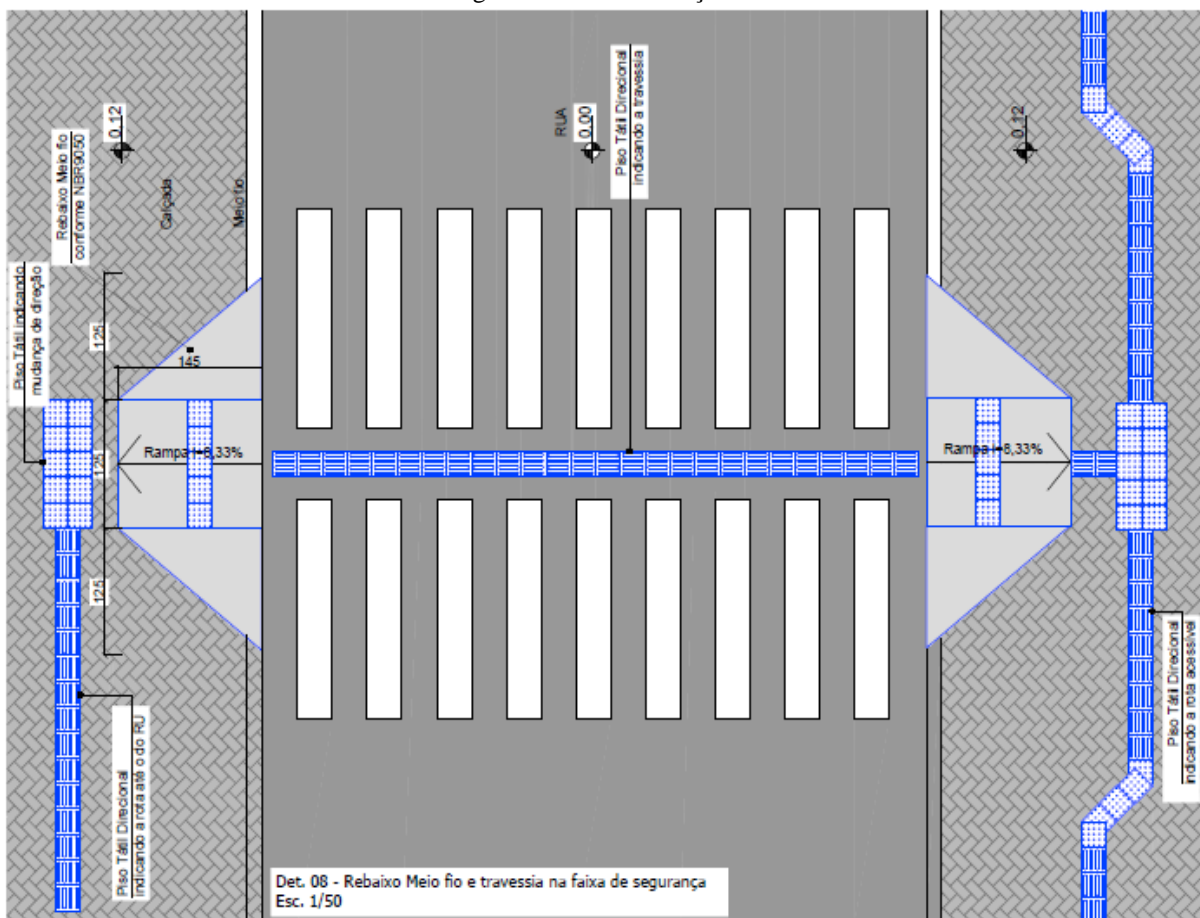 Piso Tátil Indicando
mudança de direção
Rebaixo Meio fio
conforme NBR9050
0,12
Calçada
Meio fio
RUA
0,00
Piso Tátil Direcional
indicando a travessia
0,12
125
145
125
125
Rampa i=8,33%
Rampa i=8,33%
Piso Tátil Direcional
indicando a rota até o do RU
Piso Tátil Direcional
indicando a rota acessível
Det. 08 - Rebaixo Meio fio e travessia na faixa de segurança
Esc. 1/50